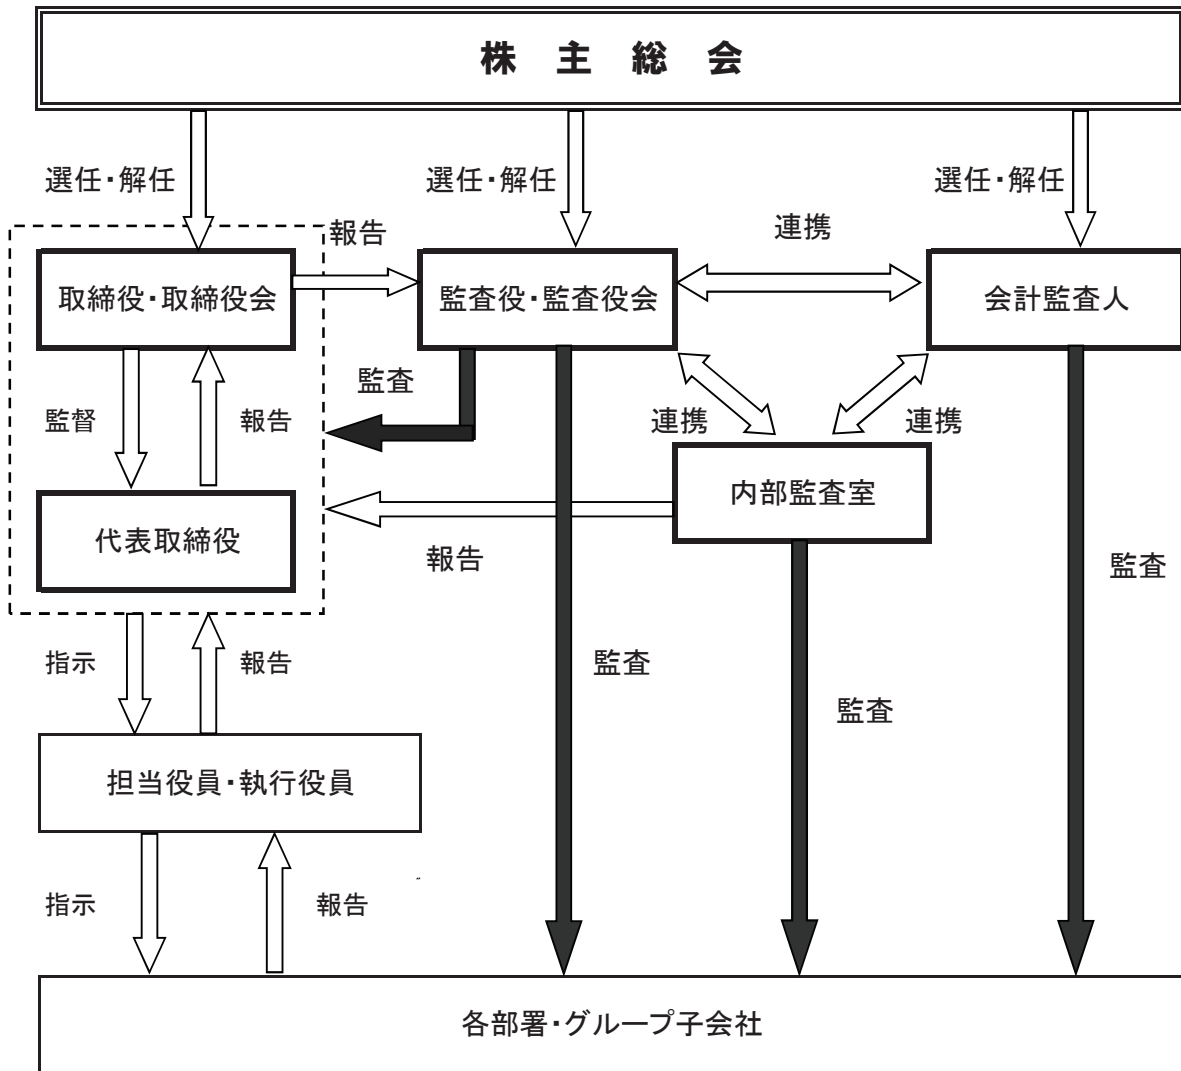 株主総会
選任・解任
選任・解任
選任・解任
報告
連携
取締役・取締役会
監査役・監査役会
会計監査人
監査
監督
報告
連携
連携
内部監査室
代表取締役
報告
監査
指示
報告
監査
監査
担当役員・執行役員
指示
報告
各部署・グループ子会社